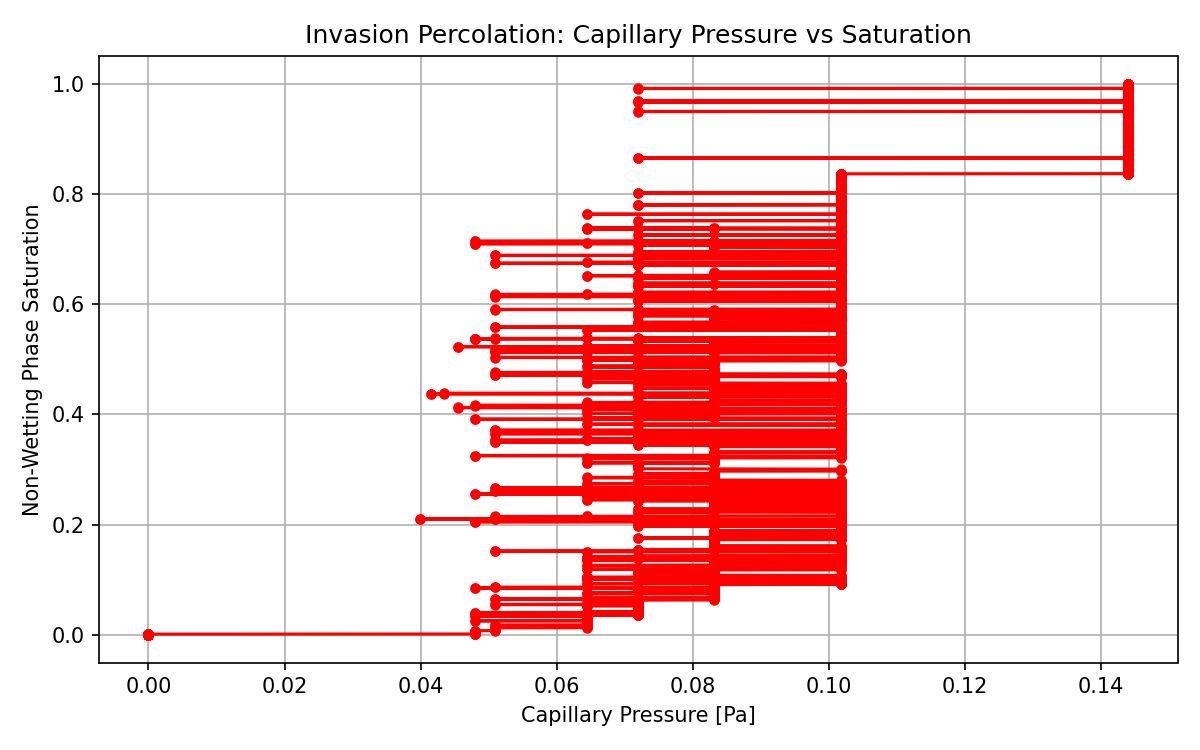 Invasion Percolation: Capillary Pressure vs Saturation
Non-Wetting Phase Saturation
1.0
0.8
0.6
0.4
0.2
0.0
0.00 0.02 0.04 0.06 0.08 0.10 0.12 0.14
Capillary Pressure [Pa]